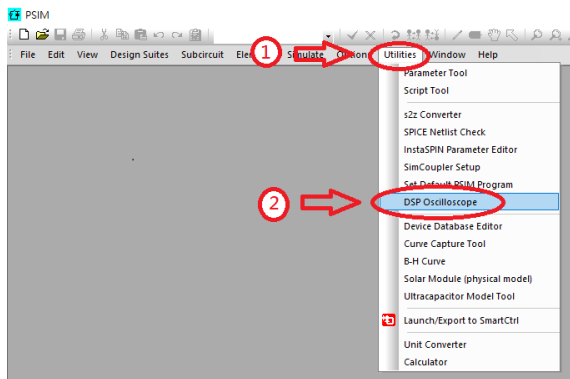 PSIM
File Edit View Design Suites Subcircuit Elements Simulate Options Utilities Window Help
1
Parameter Tool
Script Tool
s2z Converter
SPICE Netlist Check
InstaSPIN Parameter Editor
SimCoupler Setup
Set Default PSIM Program
2
DSP Oscilloscope
Device Database Editor
Curve Capture Tool
B-H Curve
Solar Module (physical model)
Ultracapacitor Model Tool
Launch/Export to SmartCtrl
Unit Converter
Calculator